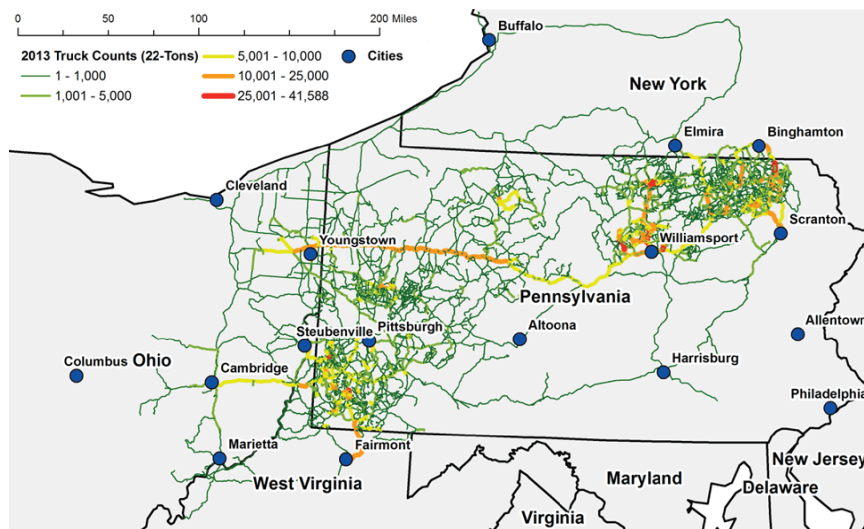 0 50 100 200 Miles
2013 Truck Counts (22-Tons)
1 - 1,000
1,001 - 5,000
5,001 - 10,000
10,001 - 25,000
25,001 - 41,588
Cities
Buffalo
New York
Elmira
Binghamton
Cleveland
Scranton
Youngstown
Williamsport
Pennsylvania
Steubenville
Pittsburgh
Altoona
Allentown
Columbus
Ohio
Cambridge
Harrisburg
Philadelphia
Marietta
Fairmont
West Virginia
Maryland
New Jersey
Delaware
Virginia